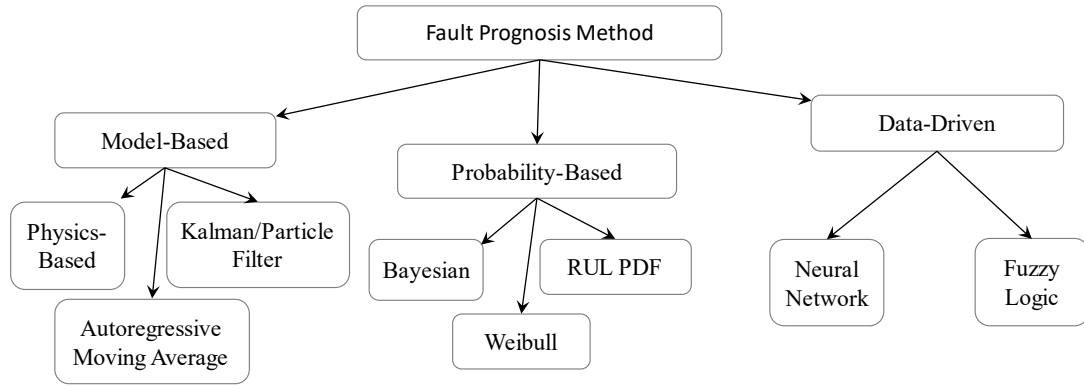 Fault Prognosis Method
Model-Based
Probability-Based
Data-Driven
Physics-
Based
Kalman/Particle
Filter
Autoregressive
Moving Average
Bayesian
RUL PDF
Weibull
Neural
Network
Fuzzy
Logic